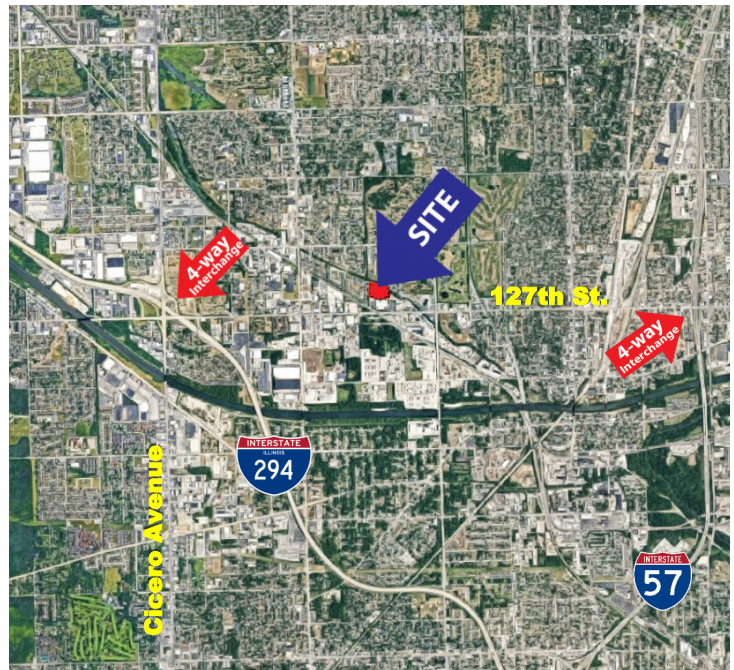 SITE
4-way
Interchange
127th St.
4-way
Interchange
INTERSTATE
ILLINOIS
294
Cicero Avenue
INTERSTATE
57